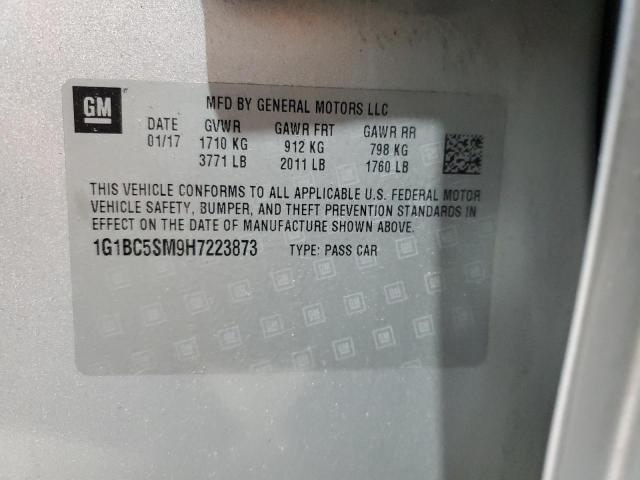 GM
MFD BY GENERAL MOTORS LLC
DATE GVWR GAWR FRT GAWR RR
01/17 1710 KG 912 KG 798 KG
3771 LB 2011 LB 1760 LB
THIS VEHICLE CONFORMS TO ALL APPLICABLE U.S. FEDERAL MOTOR
VEHICLE SAFETY, BUMPER, AND THEFT PREVENTION STANDARDS IN
EFFECT ON THE DATE OF MANUFACTURE SHOWN ABOVE.
1G1BC5SM9H7223873 TYPE: PASS CAR